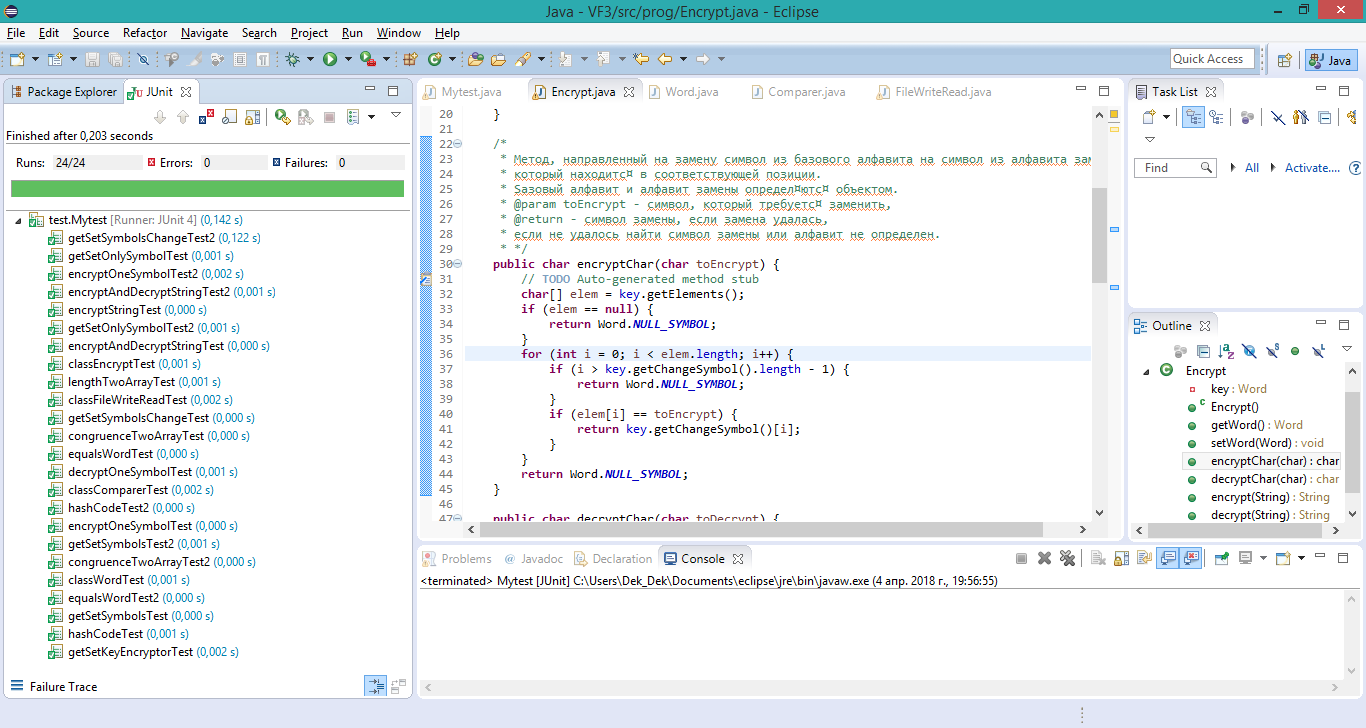 Java - VF3/src/prog/Encrypt.java - Eclipse
File Edit Source Refactor Navigate Search Project Run Window Help
Quick Access
Java
Package Explorer
JUnit
Finished after 0,203 seconds
Runs: 24/24 Errors: 0 Failures: 0
test.Mytest [Runner: JUnit 4] (0,142 s)
getSetSymbolsChangeTest2 (0,122 s)
getSetOnlySymbolTest (0,001 s)
encryptOneSymbolTest2 (0,002 s)
encryptAndDecryptStringTest2 (0,001 s)
encryptStringTest (0,000 s)
getSetOnlySymbolTest2 (0,001 s)
encryptAndDecryptStringTest (0,000 s)
classEncryptTest (0,001 s)
lengthTwoArrayTest (0,001 s)
classFileWriteReadTest (0,002 s)
getSetSymbolsChangeTest (0,000 s)
congruenceTwoArrayTest (0,000 s)
equalsWordTest (0,000 s)
decryptOneSymbolTest (0,001 s)
classComparerTest (0,002 s)
hashCodeTest2 (0,000 s)
encryptOneSymbolTest (0,000 s)
getSetSymbolsTest2 (0,001 s)
congruenceTwoArrayTest2 (0,000 s)
classWordTest (0,001 s)
equalsWordTest2 (0,000 s)
getSetSymbolsTest (0,000 s)
hashCodeTest (0,001 s)
getSetKeyEncryptorTest (0,002 s)
Failure Trace
Mytest.java Encrypt.java Word.java Comparer.java FileWriteRead.java
20 }
21
22 /*
23 * Метод, направленный на замену символ из базового алфавита на символ из алфавита зам
24 * который находитс¤ в соответствующей позиции.
25 * Ѕазовый алфавит и алфавит замены определ¤ютс¤ объектом.
26 * @param toEncrypt - символ, который требуетс¤ заменить,
27 * @return - символ замены, если замена удалась,
28 * если не удалось найти символ замены или алфавит не определен.
29 * */
30 public char encryptChar(char toEncrypt) {
31 // TODO Auto-generated method stub
32 char[] elem = key.getElements();
33 if (elem == null) {
34 return Word.NULL_SYMBOL;
35 }
36 for (int i = 0; i < elem.length; i++) {
37 if (i > key.getChangeSymbol().length - 1) {
38 return Word.NULL_SYMBOL;
39 }
40 if (elem[i] == toEncrypt) {
41 return key.getChangeSymbol()[i];
42 }
43 }
44 return Word.NULL_SYMBOL;
45 }
46
47 public char decryptChar(char toDecrypt) {
Task List
Find All Activate...
Outline
Encrypt
key : Word
Encrypt()
getWord() : Word
setWord(Word) : void
encryptChar(char) : char
decryptChar(char) : char
encrypt(String) : String
decrypt(String) : String
Problems Javadoc Declaration Console
<terminated> Mytest [JUnit] C:\Users\Dek_Dek\Documents\eclipse\jre\bin\javaw.exe (4 апр. 2018 г., 19:56:55)